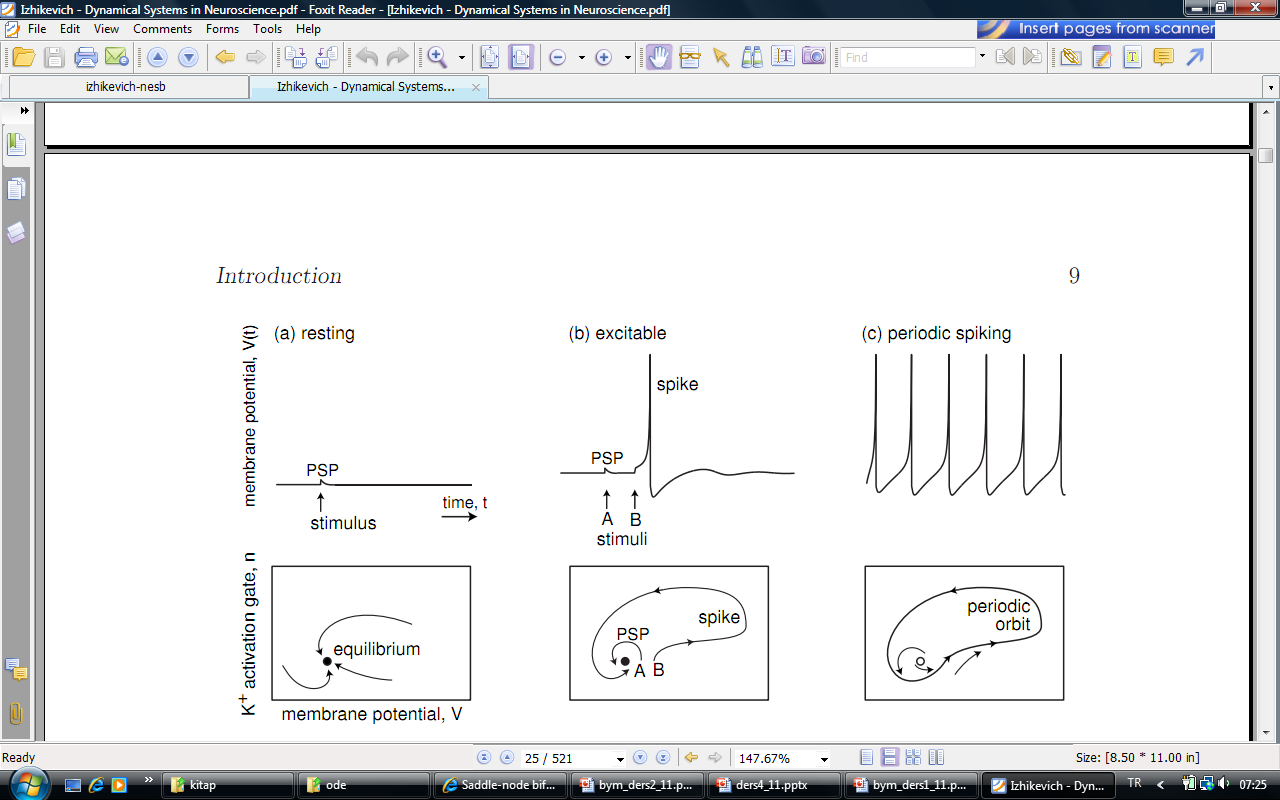 Izhikevich - Dynamical Systems in Neuroscience.pdf - Foxit Reader - [Izhikevich - Dynamical Systems in Neuroscience.pdf]
File Edit View Comments Forms Tools Help
Insert pages from scanner
Find
izhikevich-nesb
Izhikevich - Dynamical Systems...
Introduction 9
(a) resting (b) excitable (c) periodic spiking
membrane potential, V(t)
spike
PSP
stimulus
time, t
PSP
A B
stimuli
K+ activation gate, n
equilibrium
membrane potential, V
spike
PSP
A B
periodic
orbit
Ready
25 / 521
147.67%
Size: [8.50 * 11.00 in]
kitap
ode
Saddle-node bif...
bym_ders2_11.p...
ders4_11.pptx
bym_ders1_11.p...
Izhikevich - Dyn...
TR
07:25